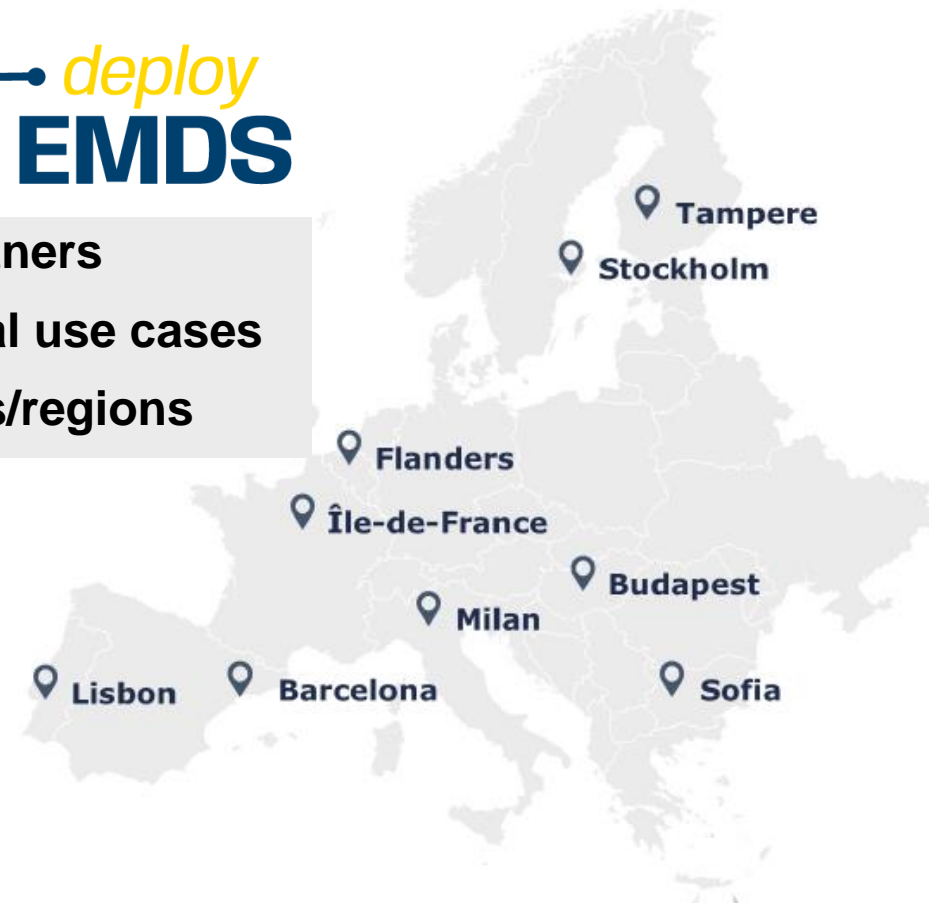 deploy
EMDS
ners
al use cases
s/regions
Tampere
Stockholm
Flanders
Île-de-France
Budapest
Milan
Lisbon
Barcelona
Sofia